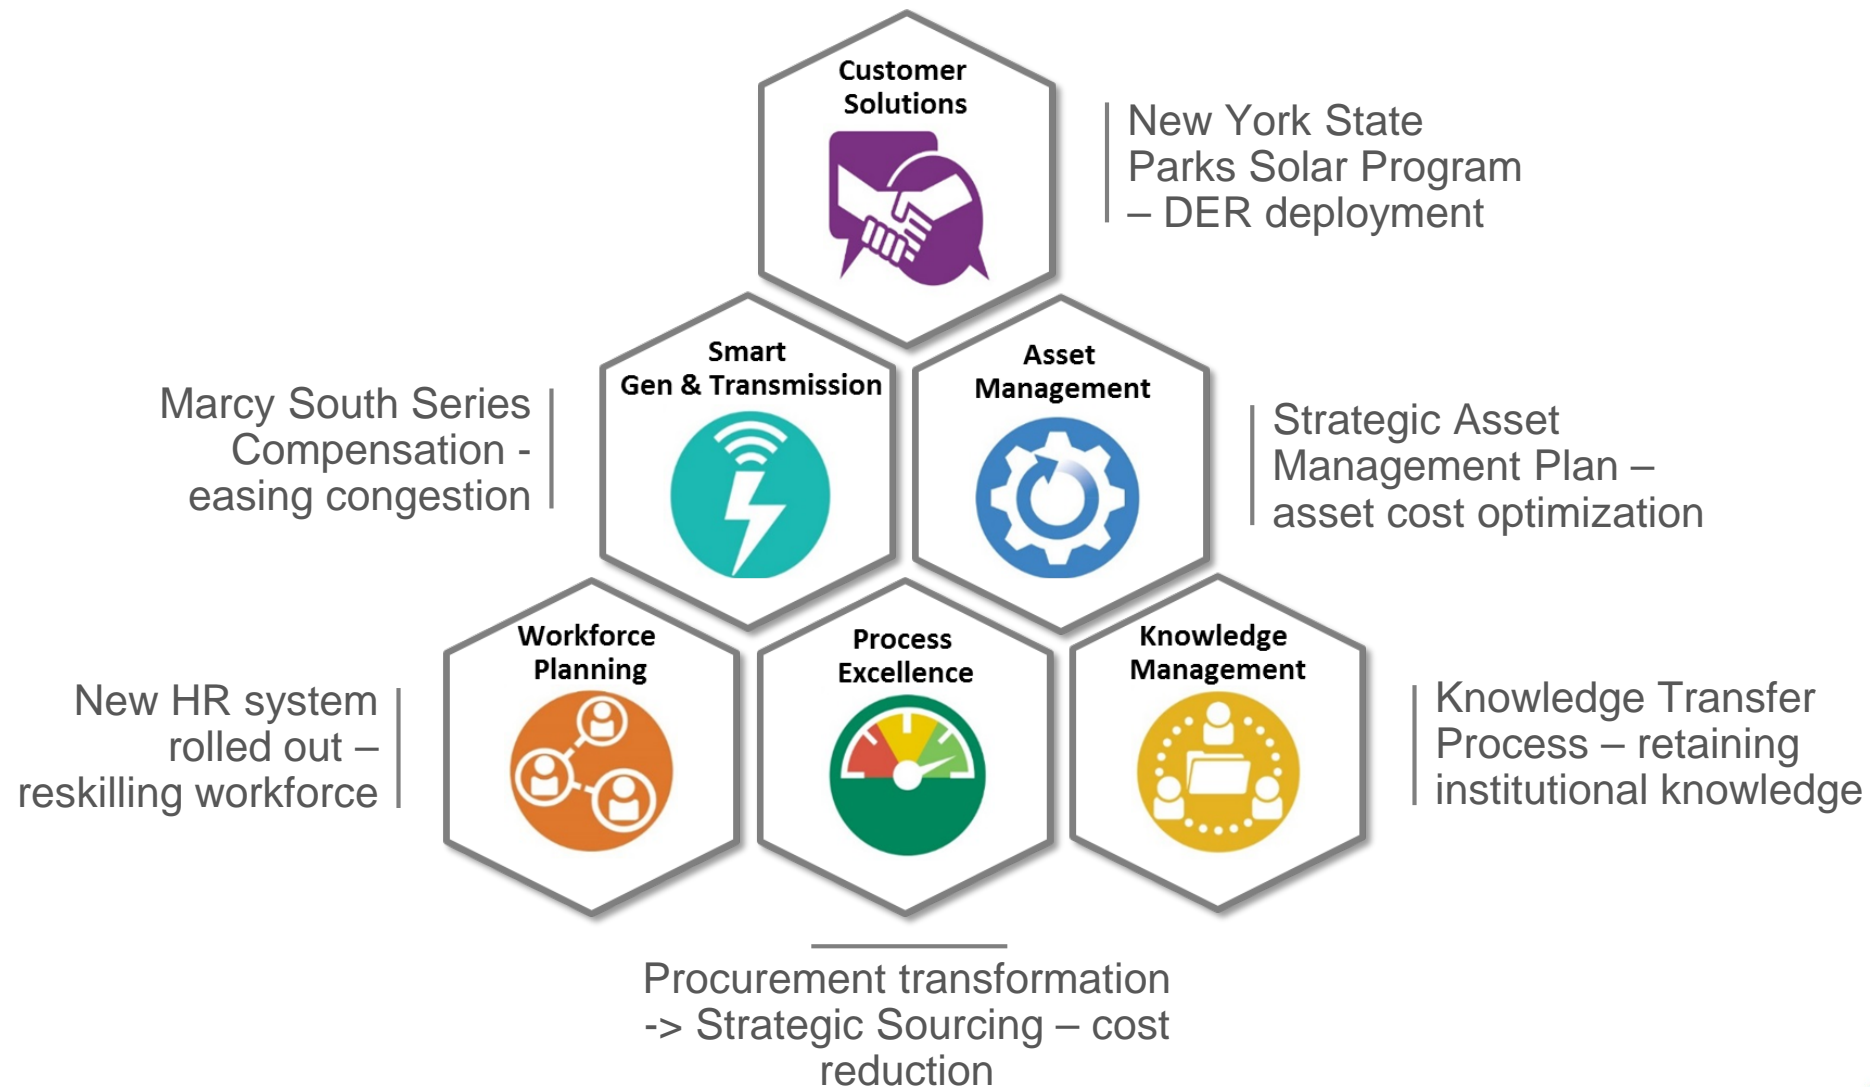 Customer
Solutions
New York State
Parks Solar Program
– DER deployment
Smart
Gen & Transmission
Asset
Management
Marcy South Series
Compensation -
easing congestion
Strategic Asset
Management Plan –
asset cost optimization
Workforce
Planning
Process
Excellence
Knowledge
Management
New HR system
rolled out –
reskilling workforce
Knowledge Transfer
Process – retaining
institutional knowledge
Procurement transformation
-> Strategic Sourcing – cost
reduction